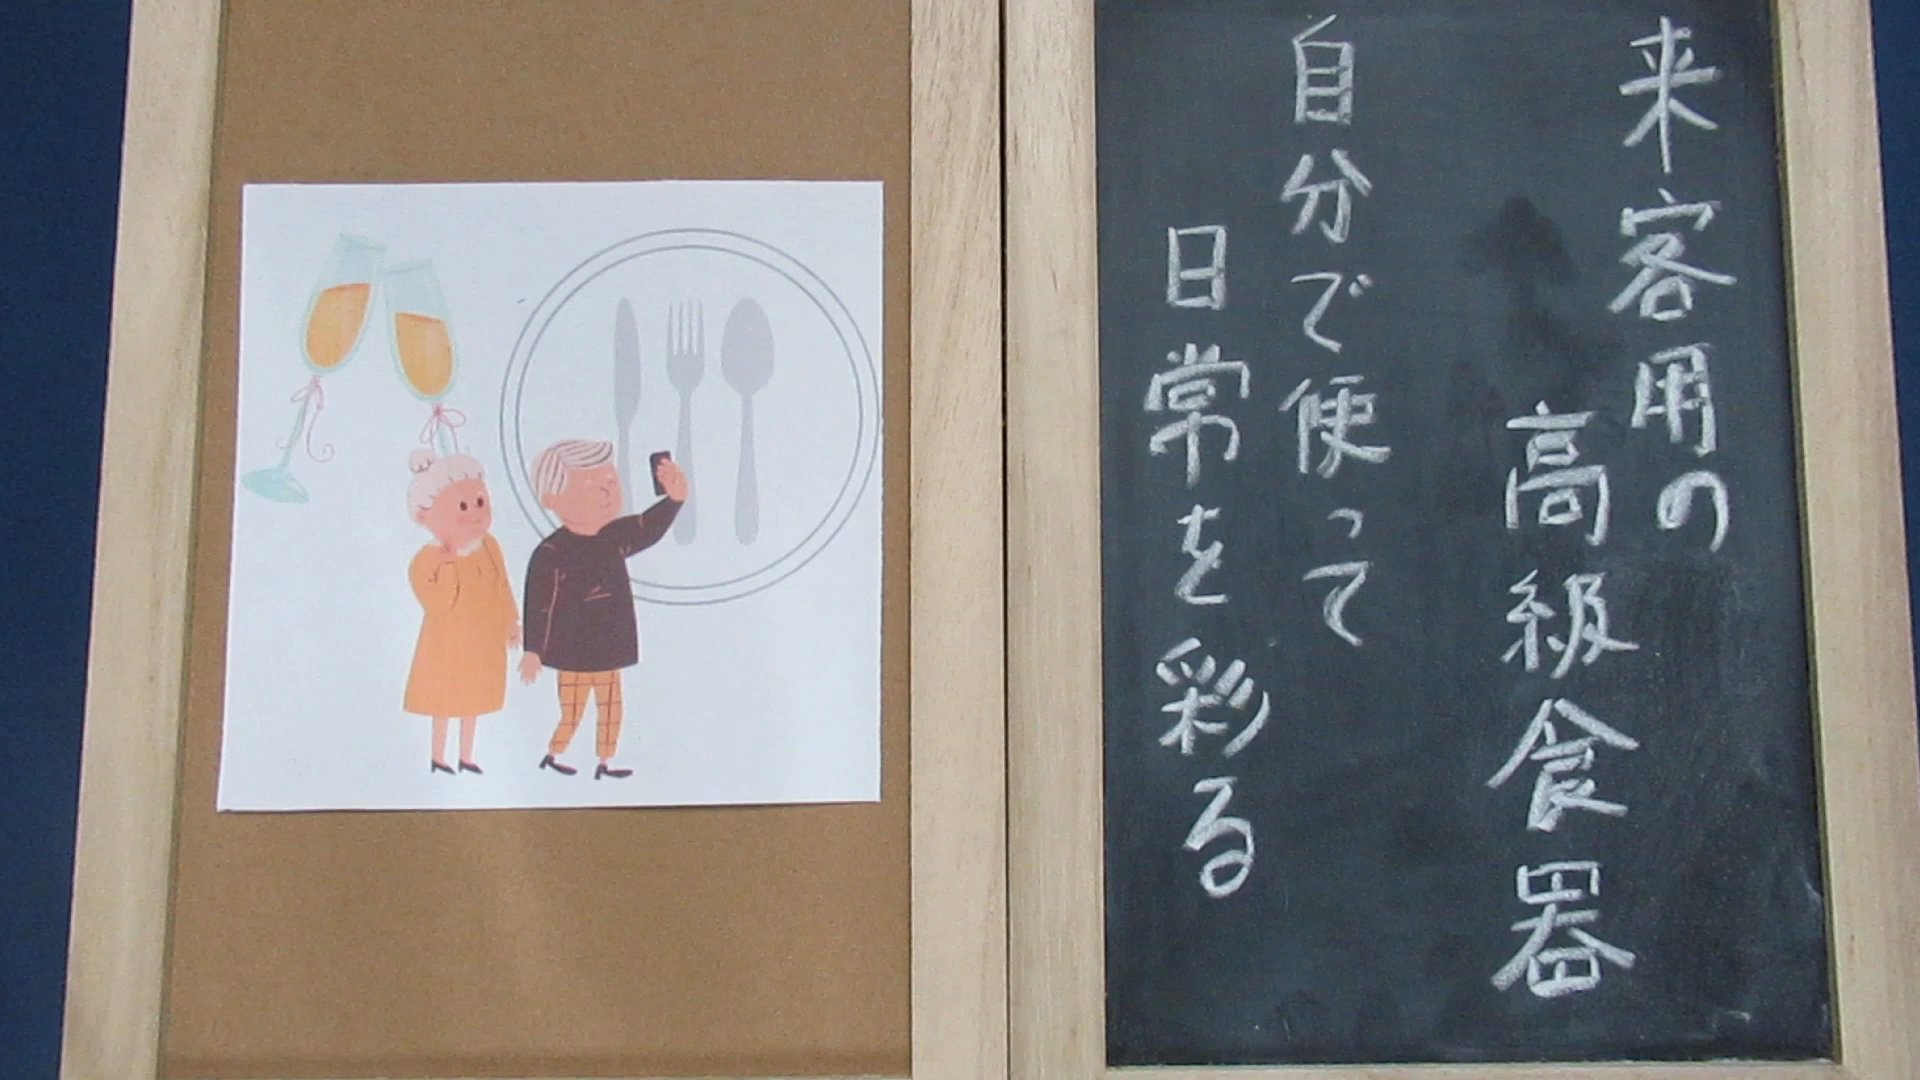 来客用の
高級食器
自分で使って
日常を彩る